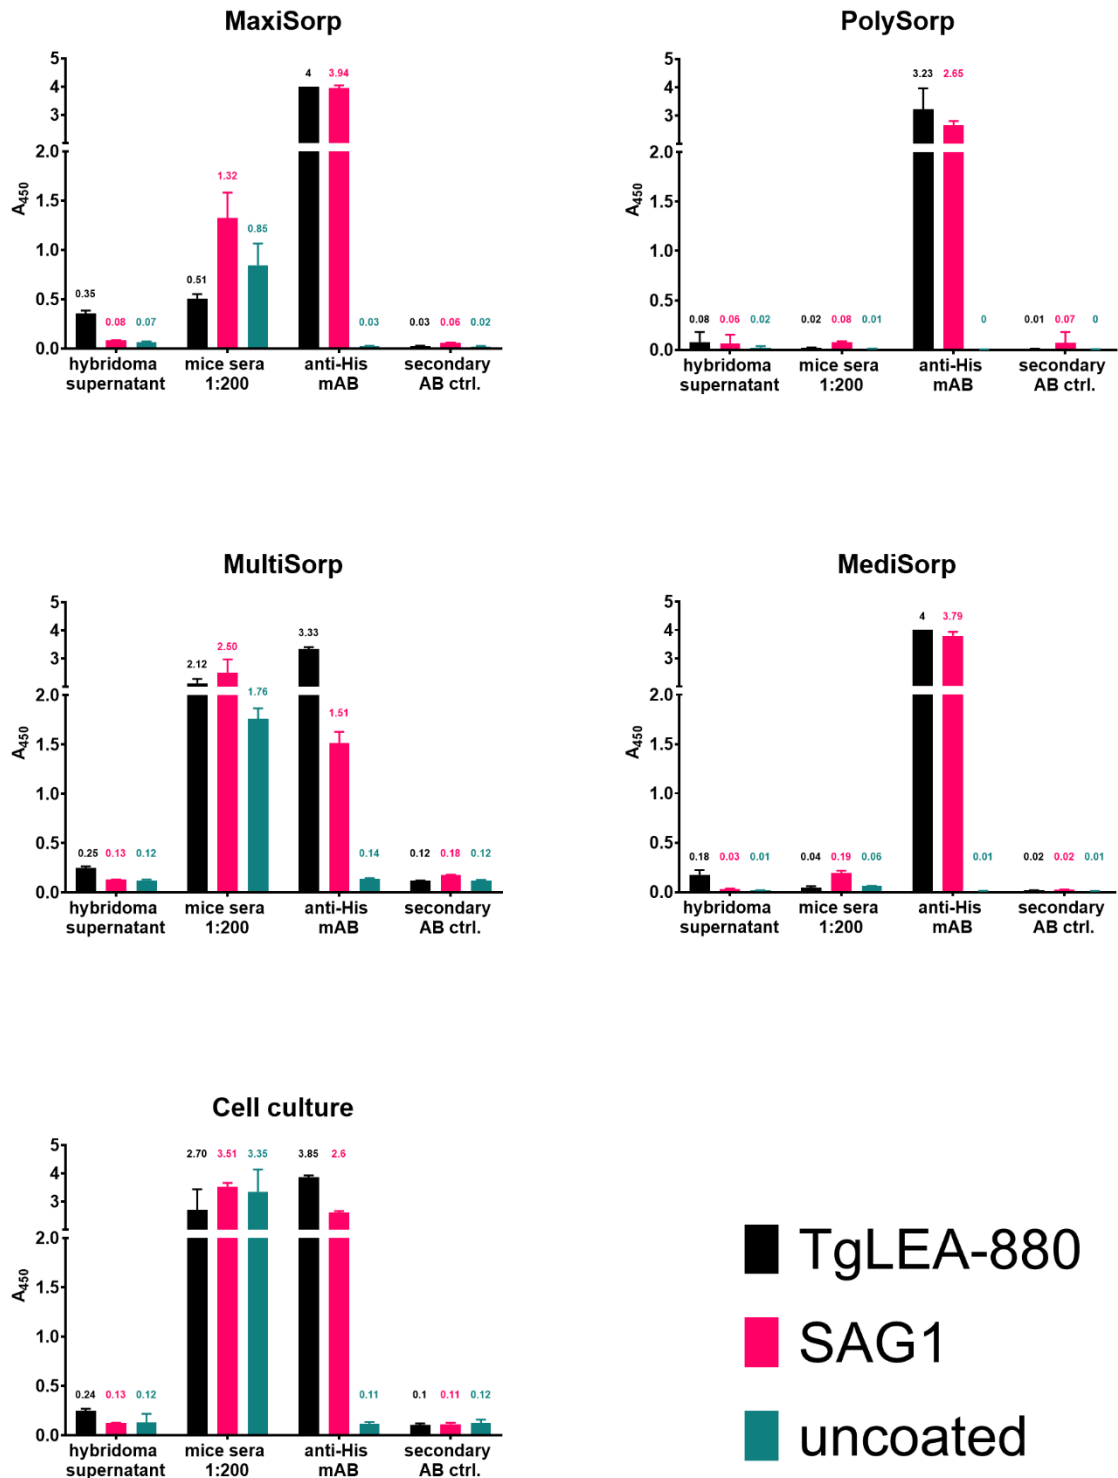 MaxiSorp
5
4
3
2.0
1.5
1.0
0.5
0.0
A450
0.35 0.08 0.07
0.51 1.32 0.85
4 3.94 0.03
0.03 0.06 0.02
hybridoma supernatant
mice sera 1:200
anti-His mAB
secondary AB ctrl.
PolySorp
5
4
3
2.0
1.5
1.0
0.5
0.0
A450
0.08 0.06 0.02
0.02 0.08 0.01
3.23 2.65 0
0.01 0.07 0
hybridoma supernatant
mice sera 1:200
anti-His mAB
secondary AB ctrl.
MultiSorp
5
4
3
2.0
1.5
1.0
0.5
0.0
A450
0.25 0.13 0.12
2.12 2.50 1.76
3.33 1.51 0.14
0.12 0.18 0.12
hybridoma supernatant
mice sera 1:200
anti-His mAB
secondary AB ctrl.
MediSorp
5
4
3
2.0
1.5
1.0
0.5
0.0
A450
0.18 0.03 0.01
0.04 0.19 0.06
4 3.79 0.01
0.02 0.02 0.01
hybridoma supernatant
mice sera 1:200
anti-His mAB
secondary AB ctrl.
Cell culture
5
4
3
2.0
1.5
1.0
0.5
0.0
A450
0.24 0.13 0.12
2.70 3.51 3.35
3.85 2.6 0.11
0.1 0.11 0.12
hybridoma supernatant
mice sera 1:200
anti-His mAB
secondary AB ctrl.
TgLEA-880
SAG1
uncoated